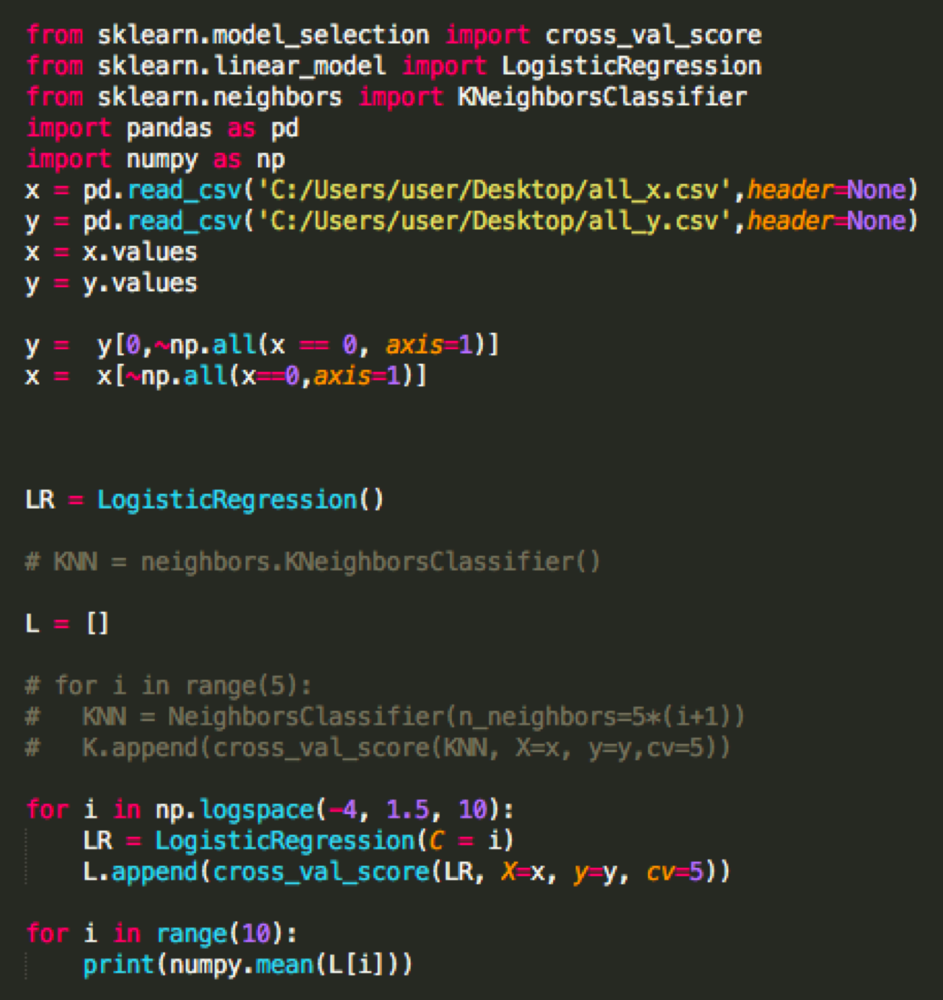 from sklearn.model_selection import cross_val_score
from sklearn.linear_model import LogisticRegression
from sklearn.neighbors import KNeighborsClassifier
import pandas as pd
import numpy as np
x = pd.read_csv('C:/Users/user/Desktop/all_x.csv',header=None)
y = pd.read_csv('C:/Users/user/Desktop/all_y.csv',header=None)
x = x.values
y = y.values
y =  y[0,~np.all(x == 0, axis=1)]
x =  x[~np.all(x==0,axis=1)]
LR = LogisticRegression()
# KNN = neighbors.KNeighborsClassifier()
L = []
# for i in range(5):
#   KNN = NeighborsClassifier(n_neighbors=5*(i+1))
#   K.append(cross_val_score(KNN, X=x, y=y,cv=5))
for i in np.logspace(-4, 1.5, 10):
    LR = LogisticRegression(C = i)
    L.append(cross_val_score(LR, X=x, y=y, cv=5))
for i in range(10):
    print(numpy.mean(L[i]))